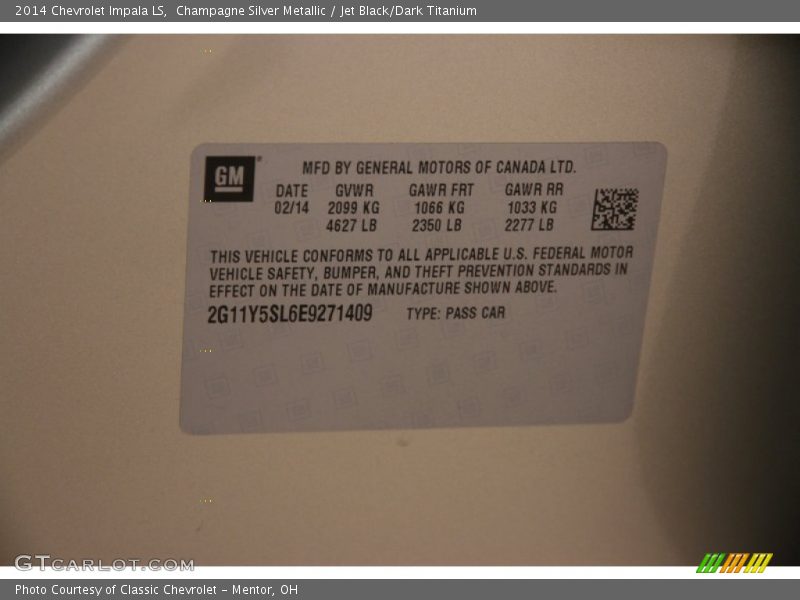 2014 Chevrolet Impala LS, Champagne Silver Metallic / Jet Black/Dark Titanium
GM
MFD BY GENERAL MOTORS OF CANADA LTD.
DATE GVWR GAWR FRT GAWR RR
02/14 2099 KG 1066 KG 1033 KG
4627 LB 2350 LB 2277 LB
THIS VEHICLE CONFORMS TO ALL APPLICABLE U.S. FEDERAL MOTOR
VEHICLE SAFETY, BUMPER, AND THEFT PREVENTION STANDARDS IN
EFFECT ON THE DATE OF MANUFACTURE SHOWN ABOVE.
2G11Y5SL6E9271409 TYPE: PASS CAR
GTCARLOT.COM
Photo Courtesy of Classic Chevrolet - Mentor, OH